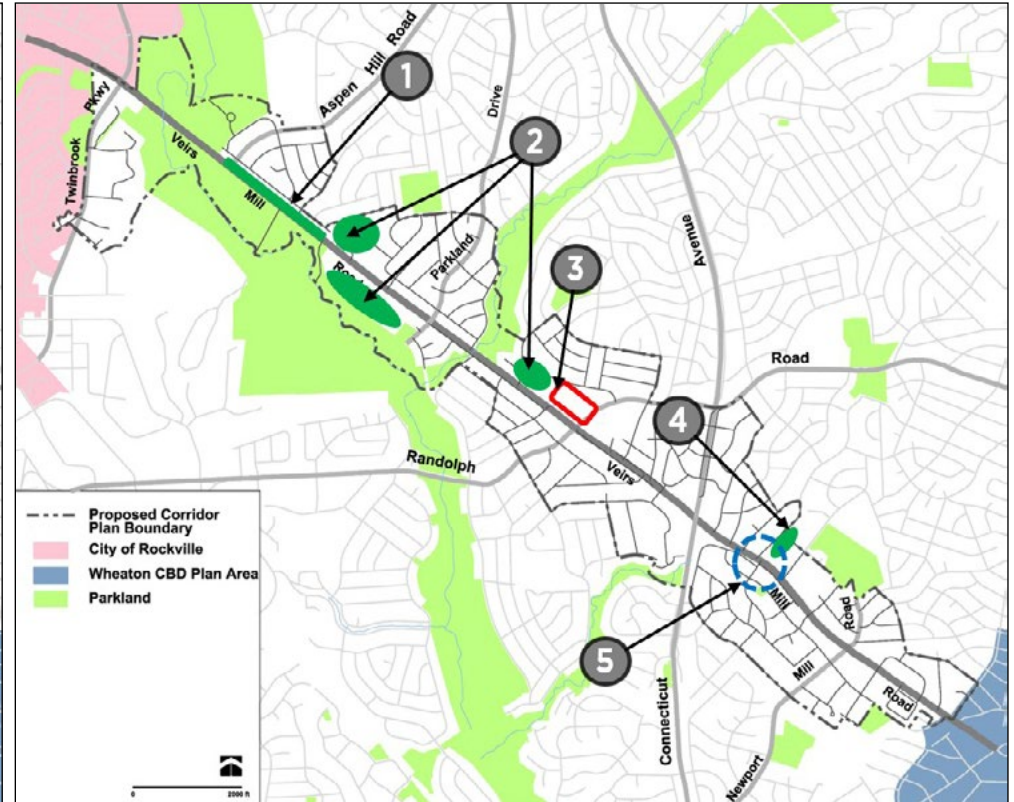 Aspen Hill Road
1
Drive
2
Pkwy
Twinbrook
Veirs
Mill
Road
Parkland
Avenue
3
Road
4
Randolph
Veirs
Mill
Road
5
Mill
Road
Connecticut
Newport
Proposed Corridor
Plan Boundary
City of Rockville
Wheaton CBD Plan Area
Parkland
0
2000 ft